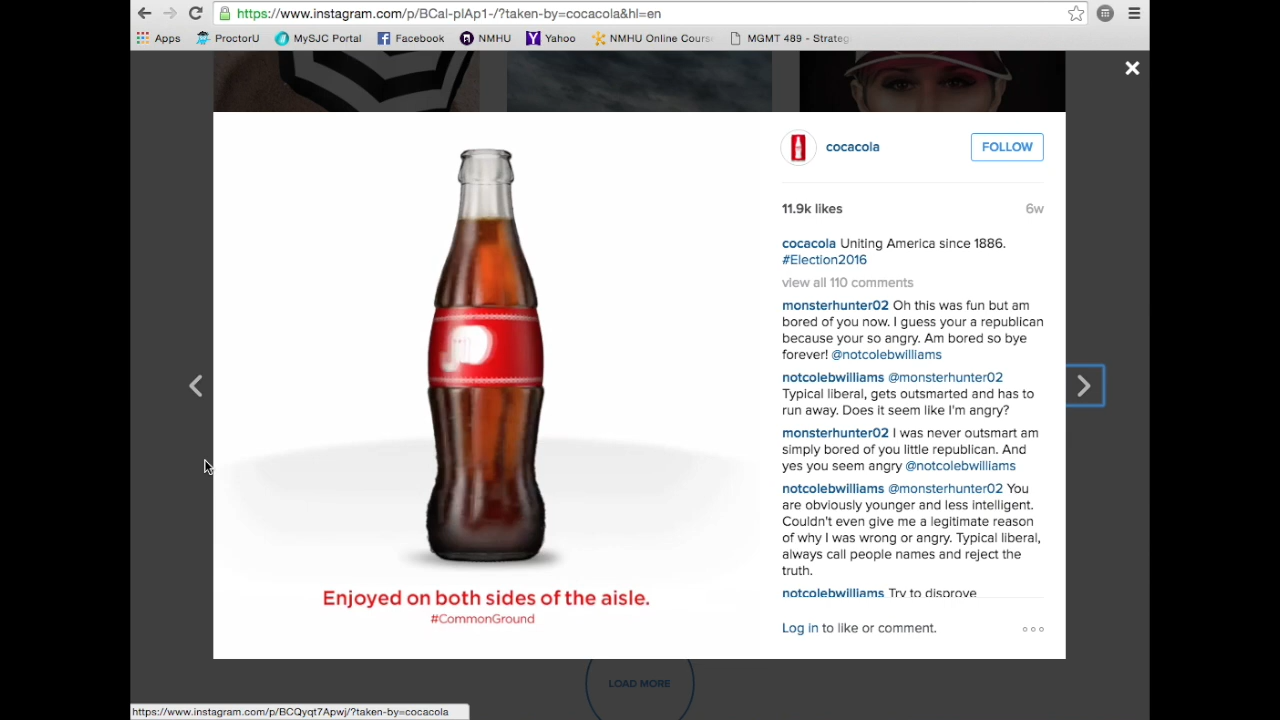 https://www.instagram.com/p/BCal-pIAp1-/?taken-by=cocacola&hl=en
Apps ProctorU MySJC Portal Facebook NMHU Yahoo NMHU Online Cours MGMT 489 - Strateg
cocacola FOLLOW
11.9k likes 6w
cocacola Uniting America since 1886.
#Election2016
view all 110 comments
monsterhunter02 Oh this was fun but am
bored of you now. I guess your a republican
because your so angry. Am bored so bye
forever! @notcolebwilliams
notcolebwilliams @monsterhunter02
Typical liberal, gets outsmarted and has to
run away. Does it seem like I'm angry?
monsterhunter02 I was never outsmart am
simply bored of you little republican. And
yes you seem angry @notcolebwilliams
notcolebwilliams @monsterhunter02 You
are obviously younger and less intelligent.
Couldn't even give me a legitimate reason
of why I was wrong or angry. Typical liberal,
always call people names and reject the
truth.
notcolebwilliams Try to disprove
Log in to like or comment.
Enjoyed on both sides of the aisle.
#CommonGround
LOAD MORE
https://www.instagram.com/p/BCQyqt7Apwj/?taken-by=cocacola